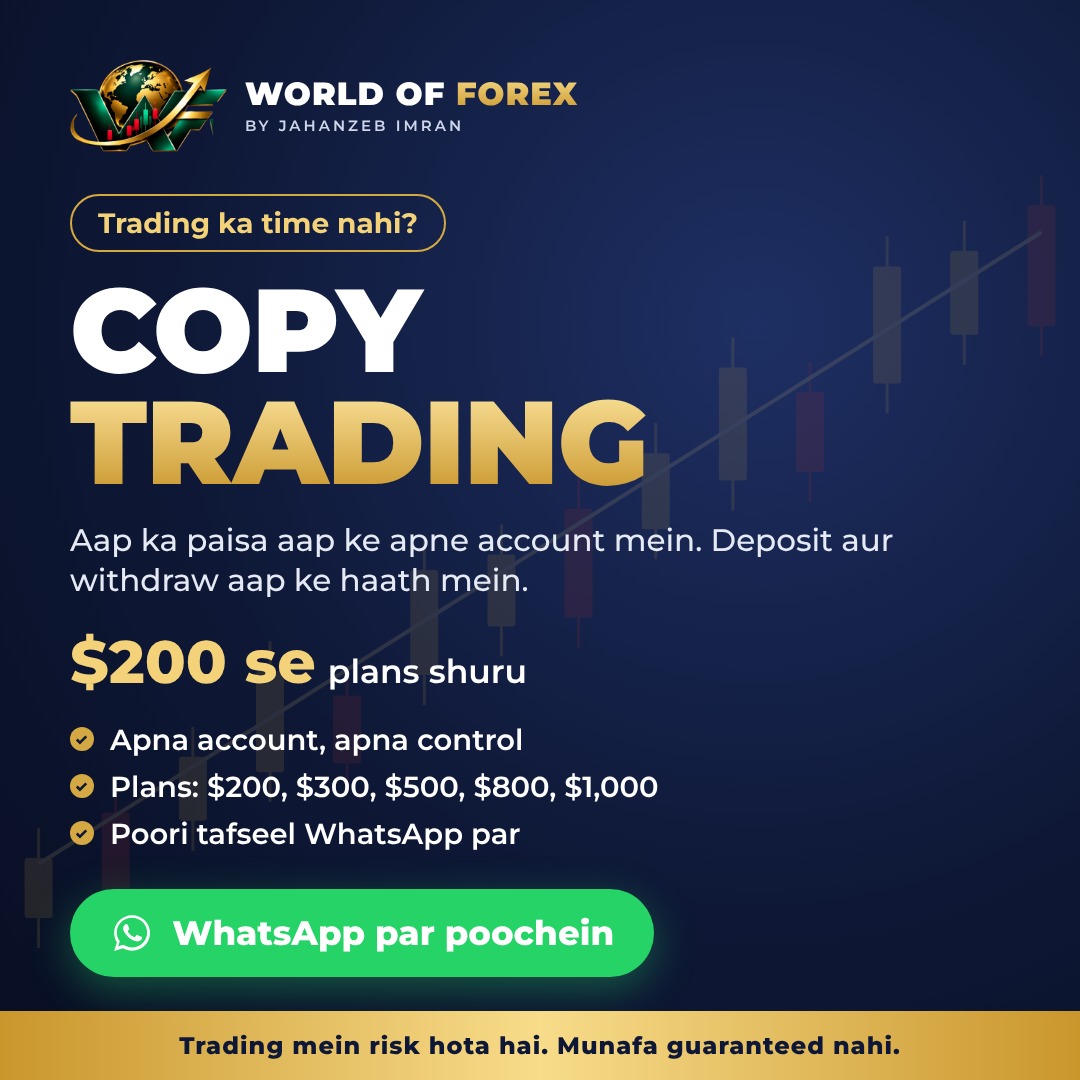 WORLD OF FOREX
BY JAHANZEB IMRAN
Trading ka time nahi?
COPY
TRADING
Aap ka paisa aap ke apne account mein. Deposit aur
withdraw aap ke haath mein.
$200 se plans shuru
Apna account, apna control
Plans: $200, $300, $500, $800, $1,000
Poori tafseel WhatsApp par
WhatsApp par poochein
Trading mein risk hota hai. Munafa guaranteed nahi.